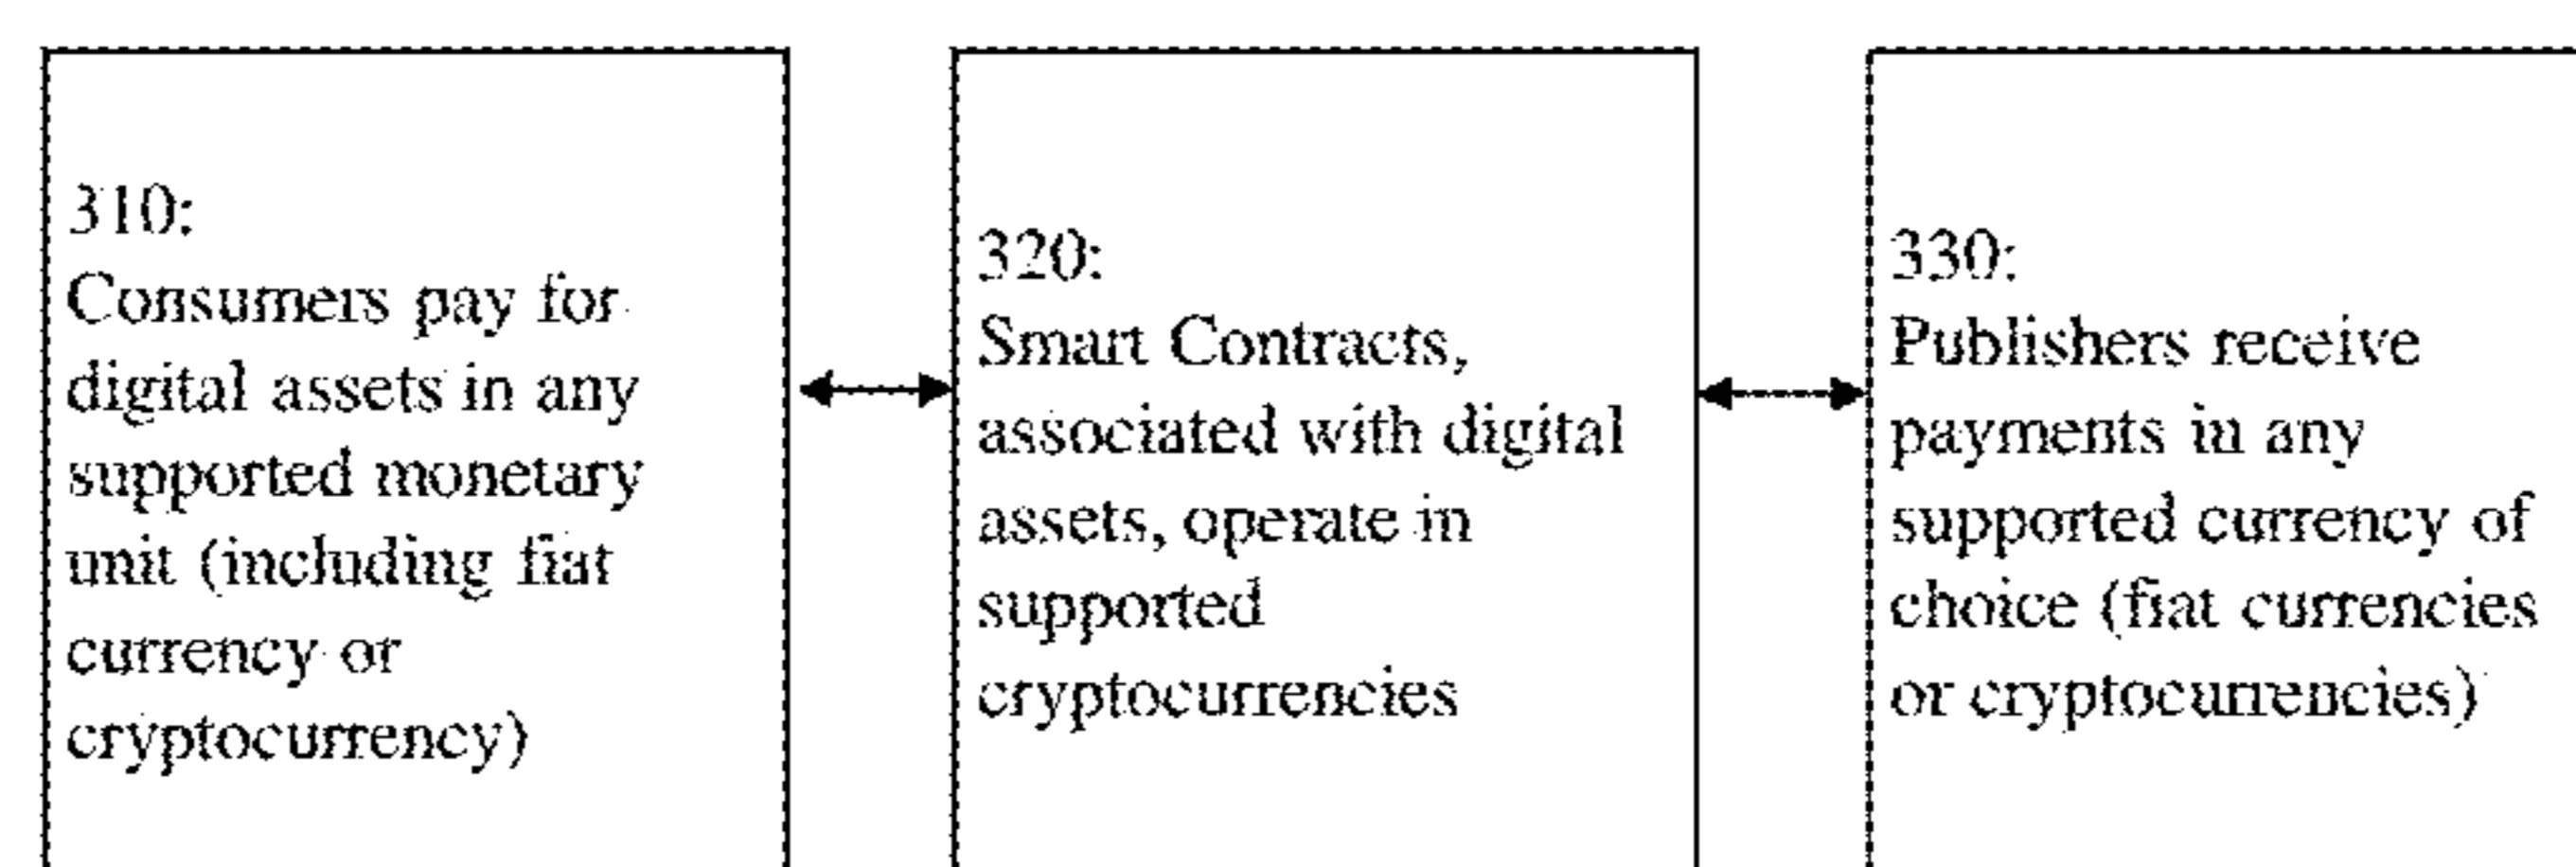 310:
Consumers pay for
digital assets in any
supported monetary
unit (including fiat
currency or
cryptocurrency)
320:
Smart Contracts,
associated with digital
assets, operate in
supported
cryptocurrencies
330:
Publishers receive
payments in any
supported currency of
choice (fiat currencies
or cryptocurrencies)